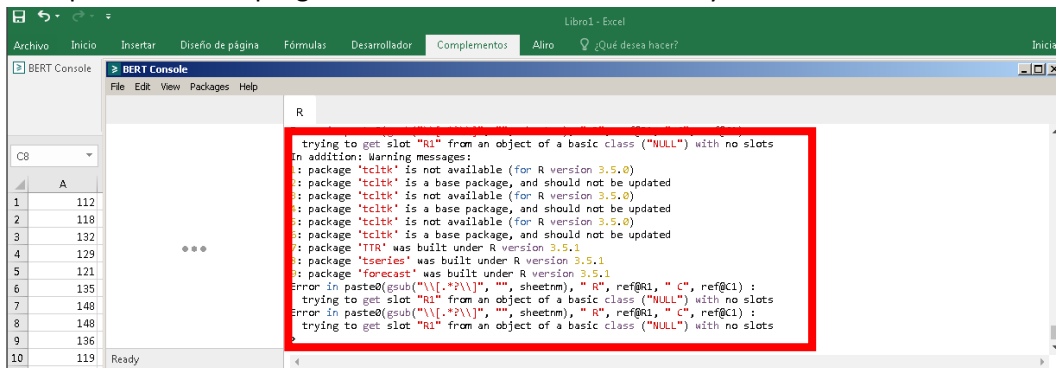 Libro1 - Excel
Archivo Inicio Insertar Diseño de página Fórmulas Desarrollador Complementos Aliro ¿Qué desea hacer? Inicia
BERT Console
BERT Console
File Edit View Packages Help
R
trying to get slot "R1" from an object of a basic class ("NULL") with no slots
In addition: Warning messages:
: package 'tcltk' is not available (for R version 3.5.0)
: package 'tcltk' is a base package, and should not be updated
: package 'tcltk' is not available (for R version 3.5.0)
: package 'tcltk' is a base package, and should not be updated
: package 'tcltk' is not available (for R version 3.5.0)
: package 'tcltk' is a base package, and should not be updated
: package 'TTR' was built under R version 3.5.1
: package 'tseries' was built under R version 3.5.1
: package 'forecast' was built under R version 3.5.1
Error in paste0(gsub("\\[.*?\\]", "", sheetnm), " R", ref@R1, " C", ref@C1) :
trying to get slot "R1" from an object of a basic class ("NULL") with no slots
Error in paste0(gsub("\\[.*?\\]", "", sheetnm), " R", ref@R1, " C", ref@C1) :
trying to get slot "R1" from an object of a basic class ("NULL") with no slots
>
C8
A
1 112
2 118
3 132
4 129
5 121
6 135
7 148
8 148
9 136
10 119
Ready